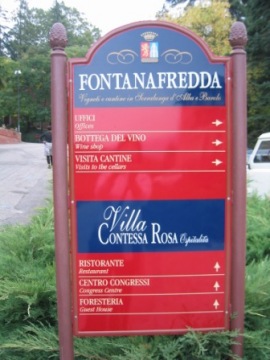 FONTANAFREDDA
Vigneti e cantine in Serralunga d'Alba e Barolo
UFFICI
Offices
BOTTEGA DEL VINO
Wine shop
VISITA CANTINE
Visits to the cellars
Villa
CONTESSA ROSA Ospitalità
RISTORANTE
Restaurant
CENTRO CONGRESSI
Congress Centre
FORESTERIA
Guest House